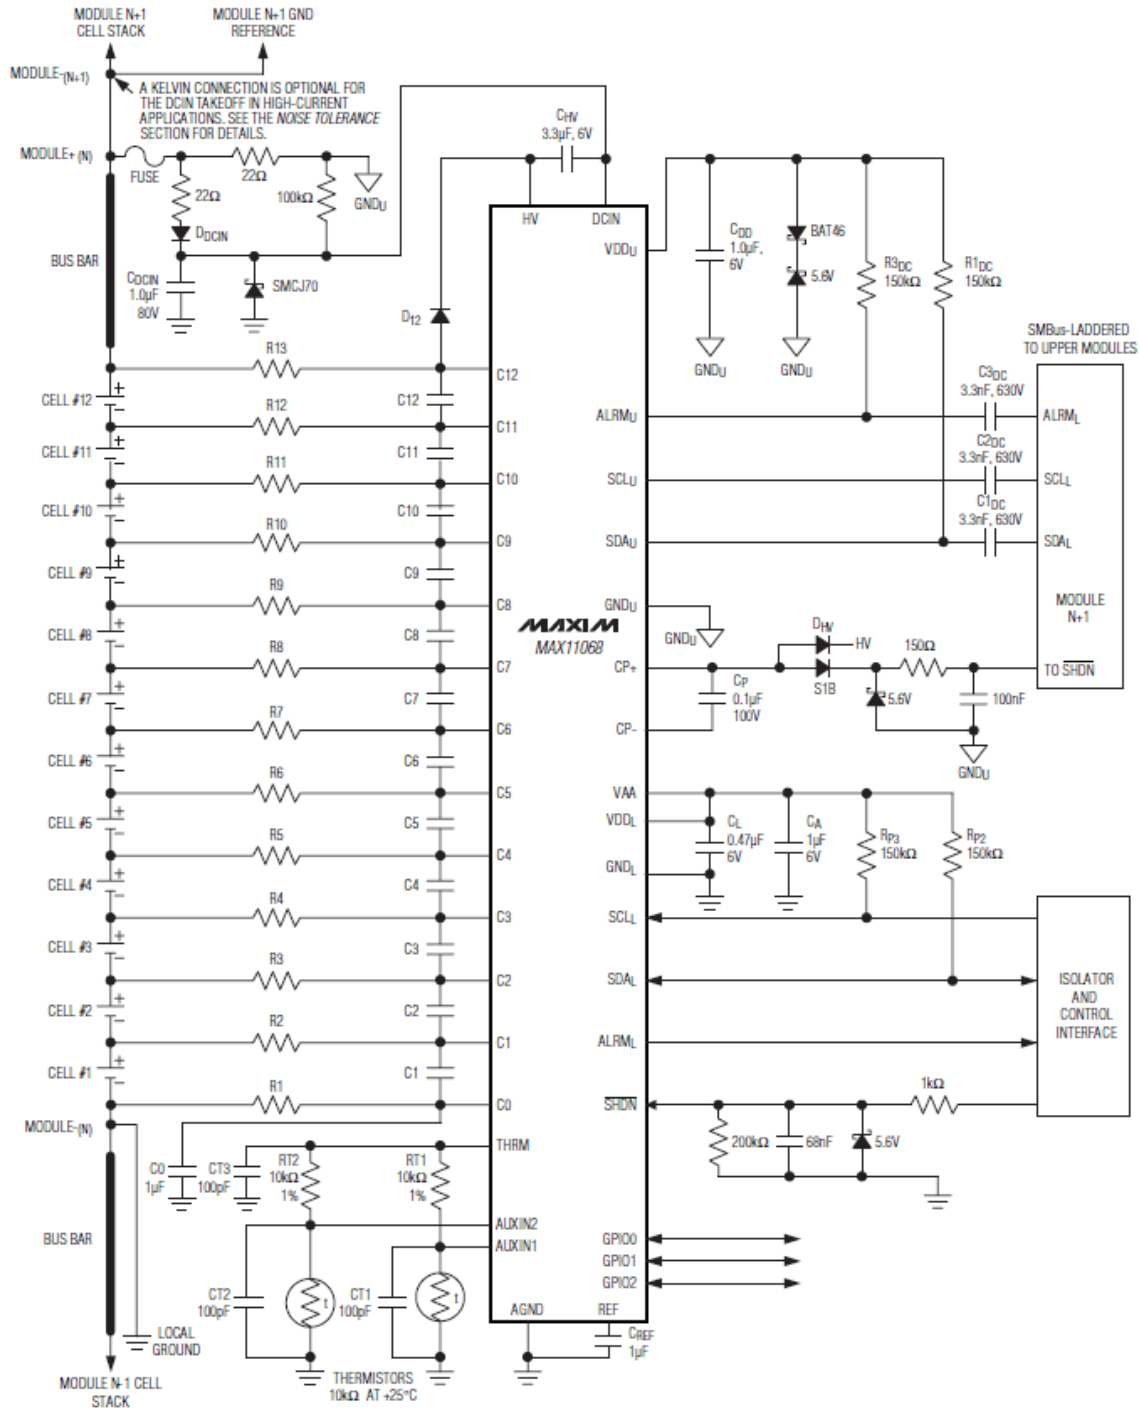 MODULE N+1
CELL STACK
MODULE N+1 GND
REFERENCE
MODULE-(N+1)
A KELVIN CONNECTION IS OPTIONAL FOR
THE DCIN TAKEOFF IN HIGH-CURRENT
APPLICATIONS. SEE THE NOISE TOLERANCE
SECTION FOR DETAILS.
MODULE+ (N)
FUSE
22Ω
22Ω
100kΩ
GNDU
DDCIN
BUS BAR
CDCIN
1.0µF
80V
SMCJ70
D12
CHV
3.3µF, 6V
HV
DCIN
VDDU
CDD
1.0µF,
6V
BAT46
5.6V
GNDU
GNDU
R3DC
150kΩ
R1DC
150kΩ
SMBus-LADDERED
TO UPPER MODULES
C3DC
3.3nF, 630V
C2DC
3.3nF, 630V
C1DC
3.3nF, 630V
ALRMU
SCLU
SDAU
GNDU
GNDU
ALRML
SCLL
SDAL
MODULE
N+1
TO SHDN
CP+
CP-
CP
0.1µF
100V
DHV
HV
S1B
150Ω
5.6V
100nF
GNDU
MAXIM
MAX11068
R13
C12
CELL #12
C12
R12
C11
CELL #11
C11
R11
C10
CELL #10
C10
R10
C9
CELL #9
C9
R9
C8
CELL #8
C8
R8
C7
CELL #7
C7
R7
C6
CELL #6
C6
R6
C5
CELL #5
C5
R5
C4
CELL #4
C4
R4
C3
CELL #3
C3
R3
C2
CELL #2
C2
R2
C1
CELL #1
C1
R1
C0
MODULE-(N)
VAA
VDDL
GNDL
CL
0.47µF
6V
CA
1µF
6V
RP3
150kΩ
RP2
150kΩ
SCLL
SDAL
ALRML
SHDN
ISOLATOR
AND
CONTROL
INTERFACE
1kΩ
200kΩ
68nF
5.6V
THRM
C0
1µF
CT3
100pF
RT2
10kΩ
1%
RT1
10kΩ
1%
AUXIN2
AUXIN1
BUS BAR
CT2
100pF
t
CT1
100pF
t
GPIO0
GPIO1
GPIO2
AGND
REF
CREF
1µF
LOCAL
GROUND
THERMISTORS
10kΩ AT +25°C
MODULE N-1 CELL
STACK